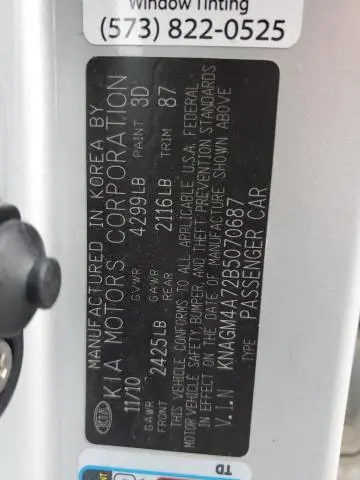 Window Tinting
(573) 822-0525
MANUFACTURED IN KOREA BY
KIA KIA MOTORS CORPORATION
11/10 GVWR 4299LB PAINT 3D
GAWR FRONT 2425LB GAWR REAR 2116LB TRIM 87
THIS VEHICLE CONFORMS TO ALL APPLICABLE U.S.A. FEDERAL
MOTOR VEHICLE SAFETY, BUMPER, AND THEFT PREVENTION STANDARDS
IN EFFECT ON THE DATE OF MANUFACTURE SHOWN ABOVE
V.I.N KNAGM4A72B5070687
TYPE PASSENGER CAR
TD